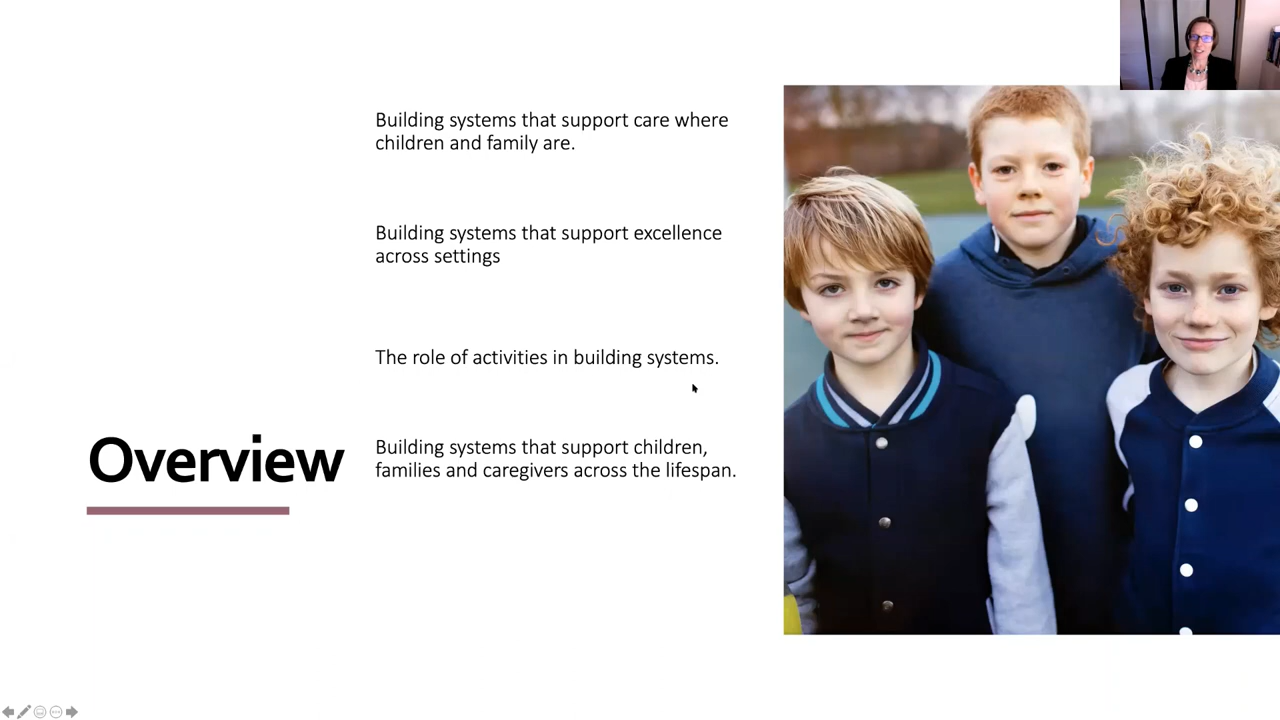 Building systems that support care where
children and family are.
Building systems that support excellence
across settings
The role of activities in building systems.
Overview
Building systems that support children,
families and caregivers across the lifespan.